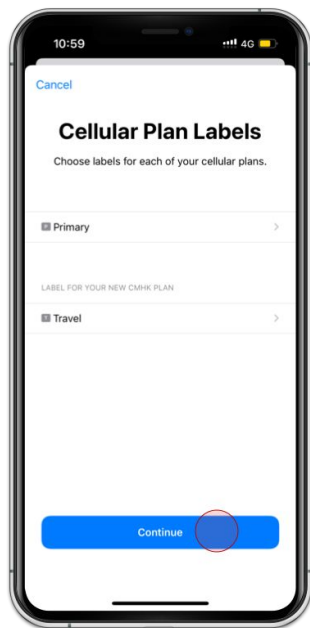 10:59
4G
Cancel
Cellular Plan Labels
Choose labels for each of your cellular plans.
P Primary
LABEL FOR YOUR NEW CMHK PLAN
T Travel
Continue